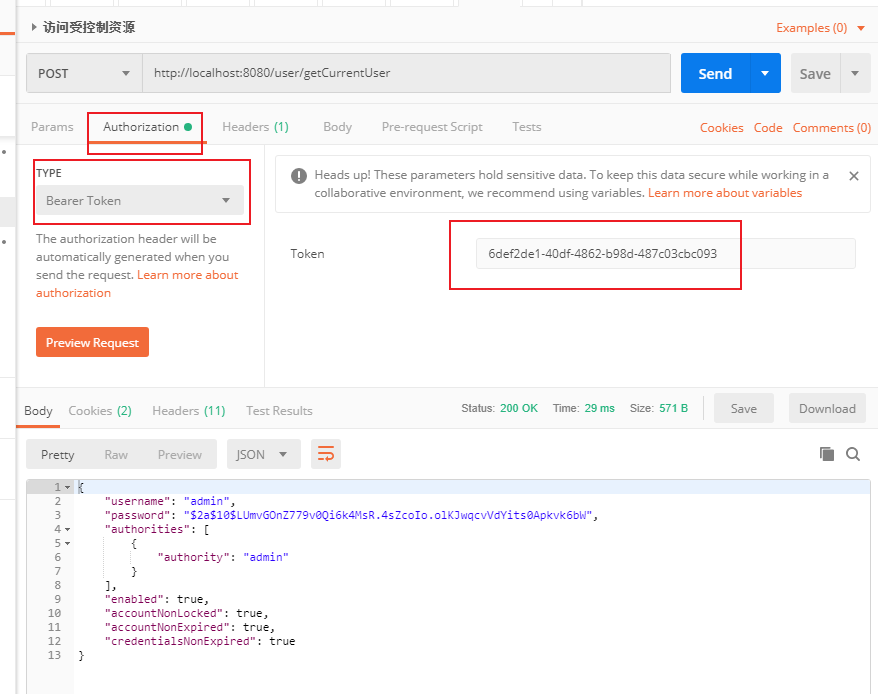 访问受控制资源
Examples (0)
POST
http://localhost:8080/user/getCurrentUser
Send
Save
Params
Authorization
Headers (1)
Body
Pre-request Script
Tests
Cookies
Code
Comments (0)
TYPE
Bearer Token
The authorization header will be
automatically generated when you
send the request. Learn more about
authorization
Preview Request
Heads up! These parameters hold sensitive data. To keep this data secure while working in a
collaborative environment, we recommend using variables. Learn more about variables
Token
6def2de1-40df-4862-b98d-487c03cbc093
Body
Cookies (2)
Headers (11)
Test Results
Status: 200 OK
Time: 29 ms
Size: 571 B
Save
Download
Pretty
Raw
Preview
JSON
1 {
2 "username": "admin",
3 "password": "$2a$10$LUmvGOnZ779v0Qi6k4MsR.4sZcoIo.olKJwqcvVdYits0Apkvk6bW",
4 "authorities": [
5 {
6 "authority": "admin"
7 }
8 ],
9 "enabled": true,
10 "accountNonLocked": true,
11 "accountNonExpired": true,
12 "credentialsNonExpired": true
13 }